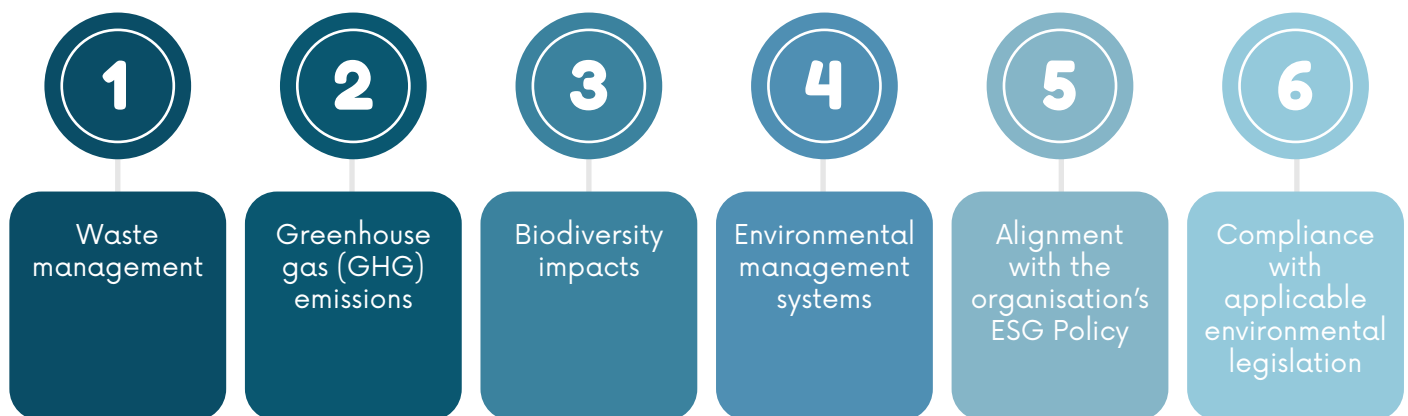 1
2
3
4
5
6
Waste
management
Greenhouse
gas (GHG)
emissions
Biodiversity
impacts
Environmental
management
systems
Alignment
with the
organisation's
ESG Policy
Compliance
with
applicable
environmental
legislation